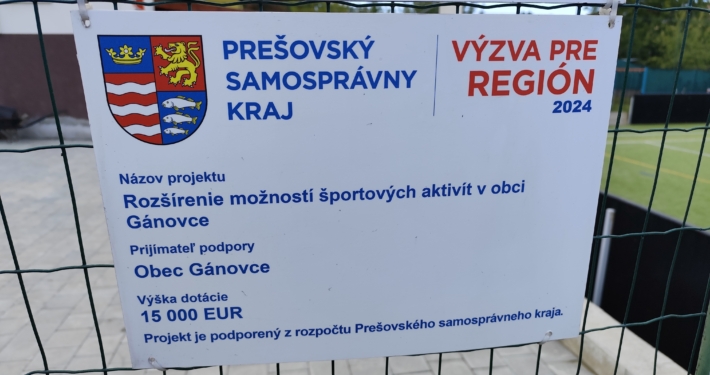 PREŠOVSKÝ
SAMOSPRÁVNY
KRAJ
VÝZVA PRE
REGIÓN
2024
Názov projektu
Rozšírenie možností športových aktivít v obci
Gánovce
Prijímateľ podpory
Obec Gánovce
Výška dotácie
15 000 EUR
Projekt je podporený z rozpočtu Prešovského samosprávneho kraja.